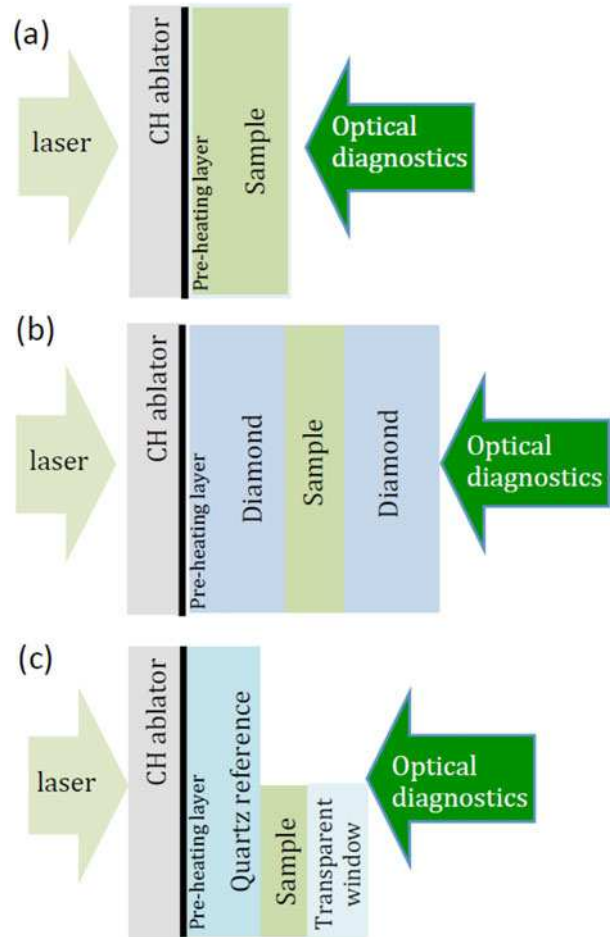 (a)
laser
CH ablator
Pre-heating layer
Sample
Optical
diagnostics
(b)
laser
CH ablator
Pre-heating layer
Diamond
Sample
Diamond
Optical
diagnostics
(c)
laser
CH ablator
Pre-heating layer
Quartz reference
Sample
Transparent
window
Optical
diagnostics